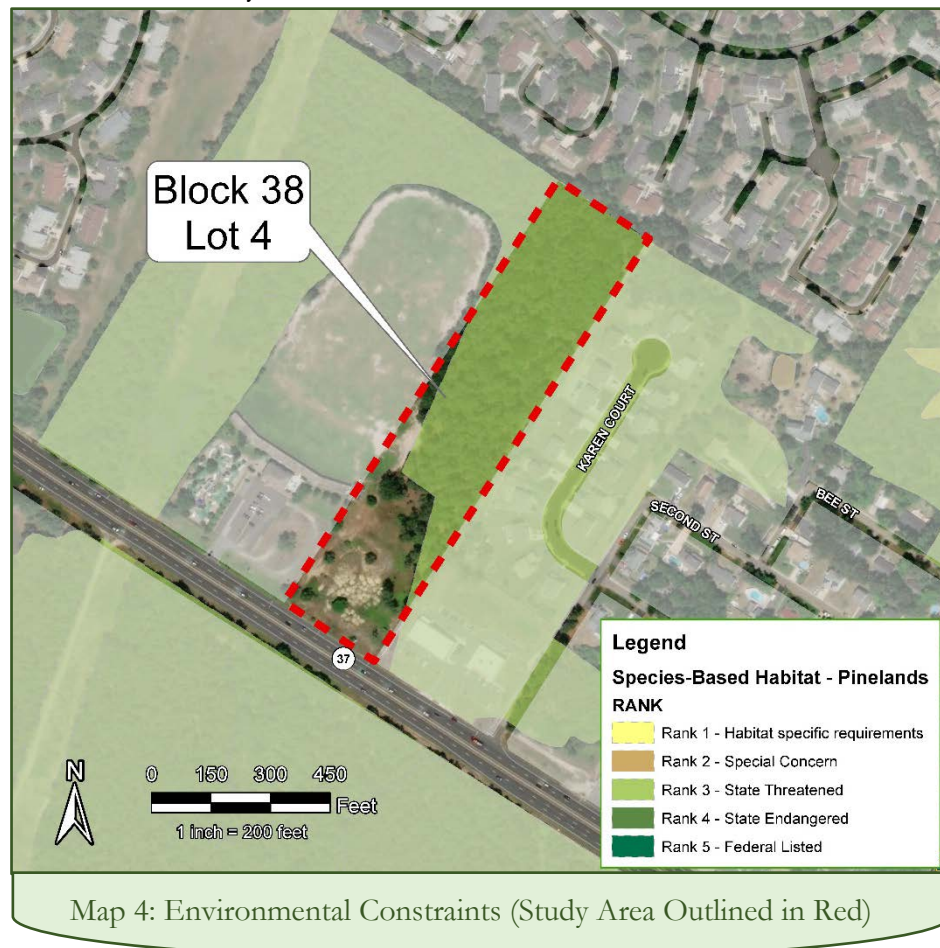 Block 38
Lot 4
KAREN COURT
SECOND ST
BEE ST
37
N
0 150 300 450
Feet
1 inch = 200 feet
Legend
Species-Based Habitat - Pinelands
RANK
Rank 1 - Habitat specific requirements
Rank 2 - Special Concern
Rank 3 - State Threatened
Rank 4 - State Endangered
Rank 5 - Federal Listed
Map 4: Environmental Constraints (Study Area Outlined in Red)